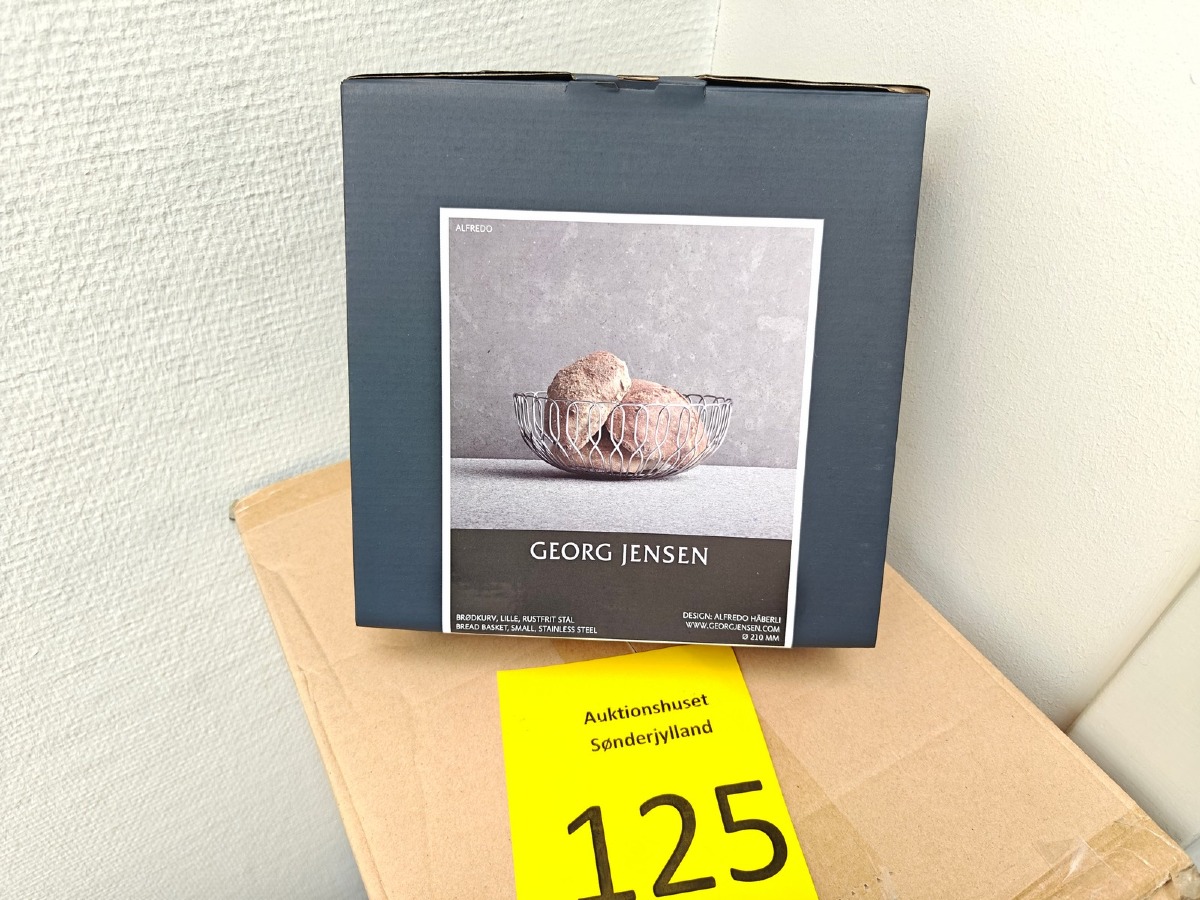 ALFREDO
GEORG JENSEN
BRØDKURV, LILLE, RUSTFRIT STÅL
BREAD BASKET, SMALL, STAINLESS STEEL
DESIGN: ALFREDO HÄBERLI
WWW.GEORGJENSEN.COM
Ø 210 MM
Auktionshuset
Sønderjylland
125